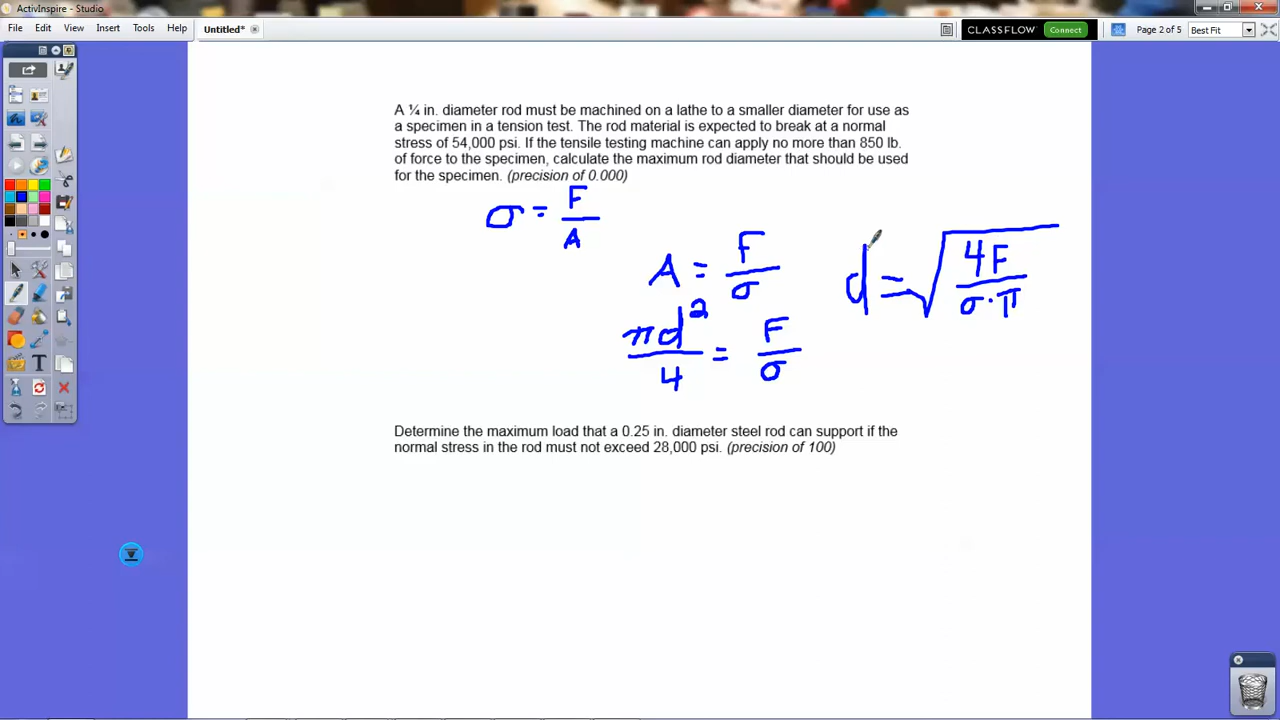 ActivInspire - Studio
File Edit View Insert Tools Help
Untitled*
CLASSFLOW Connect
Page 2 of 5
Best Fit
A ¼ in. diameter rod must be machined on a lathe to a smaller diameter for use as
a specimen in a tension test. The rod material is expected to break at a normal
stress of 54,000 psi. If the tensile testing machine can apply no more than 850 lb.
of force to the specimen, calculate the maximum rod diameter that should be used
for the specimen. (precision of 0.000)
σ = F/A
A = F/σ
d = √(4F/σ·π)
πd²/4 = F/σ
Determine the maximum load that a 0.25 in. diameter steel rod can support if the
normal stress in the rod must not exceed 28,000 psi. (precision of 100)